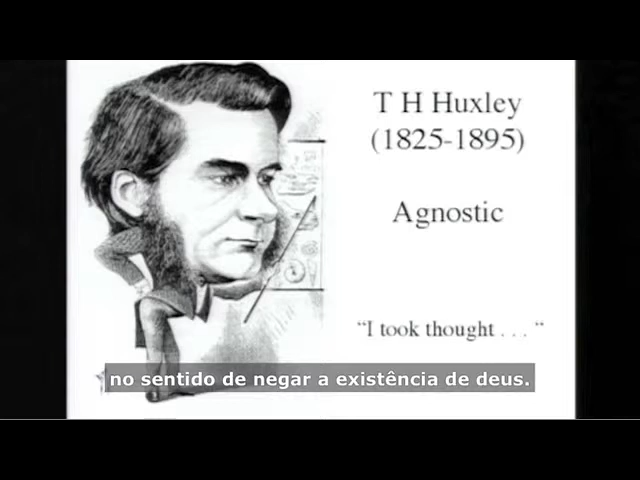 T H Huxley
(1825-1895)
Agnostic
“I took thought . . . ”
no sentido de negar a existência de deus.